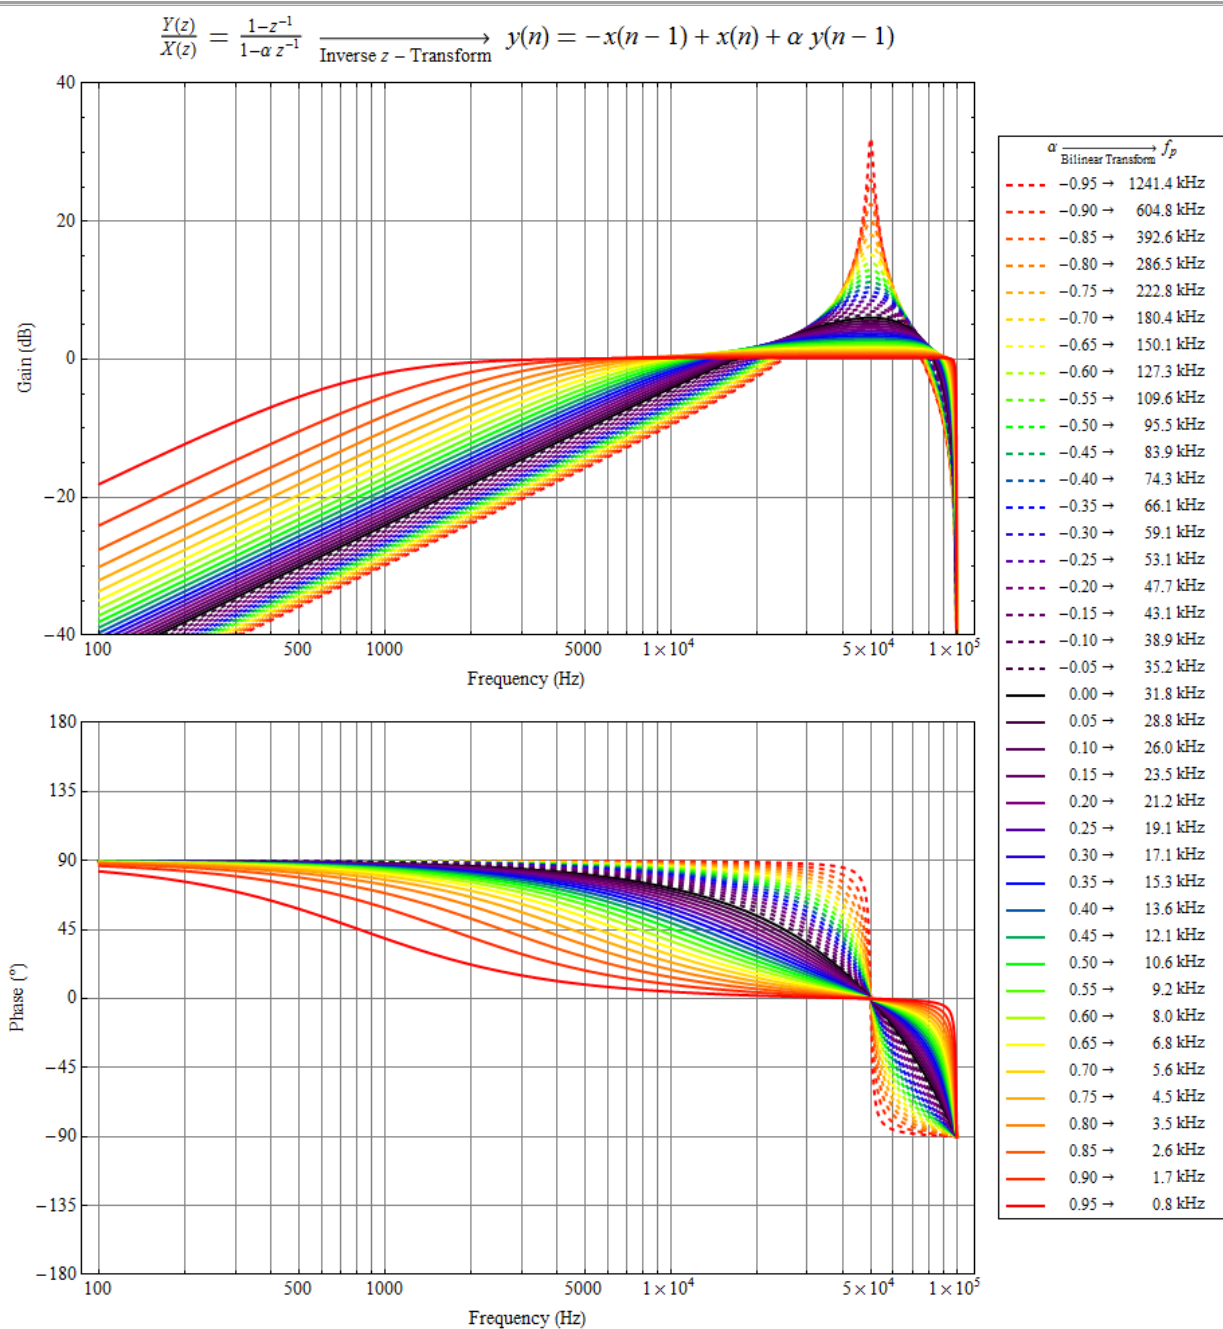 Y(z)/X(z) = 1−z⁻¹/1−α z⁻¹ ⟶ Inverse z − Transform y(n) = −x(n − 1) + x(n) + α y(n − 1)
40
20
0
−20
−40
Gain (dB)
100 500 1000 5000 1×10⁴ 5×10⁴ 1×10⁵
Frequency (Hz)
180
135
90
45
0
−45
−90
−135
−180
Phase (°)
100 500 1000 5000 1×10⁴ 5×10⁴ 1×10⁵
Frequency (Hz)
α ⟶ Bilinear Transform f_p
−0.95 → 1241.4 kHz
−0.90 → 604.8 kHz
−0.85 → 392.6 kHz
−0.80 → 286.5 kHz
−0.75 → 222.8 kHz
−0.70 → 180.4 kHz
−0.65 → 150.1 kHz
−0.60 → 127.3 kHz
−0.55 → 109.6 kHz
−0.50 → 95.5 kHz
−0.45 → 83.9 kHz
−0.40 → 74.3 kHz
−0.35 → 66.1 kHz
−0.30 → 59.1 kHz
−0.25 → 53.1 kHz
−0.20 → 47.7 kHz
−0.15 → 43.1 kHz
−0.10 → 38.9 kHz
−0.05 → 35.2 kHz
0.00 → 31.8 kHz
0.05 → 28.8 kHz
0.10 → 26.0 kHz
0.15 → 23.5 kHz
0.20 → 21.2 kHz
0.25 → 19.1 kHz
0.30 → 17.1 kHz
0.35 → 15.3 kHz
0.40 → 13.6 kHz
0.45 → 12.1 kHz
0.50 → 10.6 kHz
0.55 → 9.2 kHz
0.60 → 8.0 kHz
0.65 → 6.8 kHz
0.70 → 5.6 kHz
0.75 → 4.5 kHz
0.80 → 3.5 kHz
0.85 → 2.6 kHz
0.90 → 1.7 kHz
0.95 → 0.8 kHz